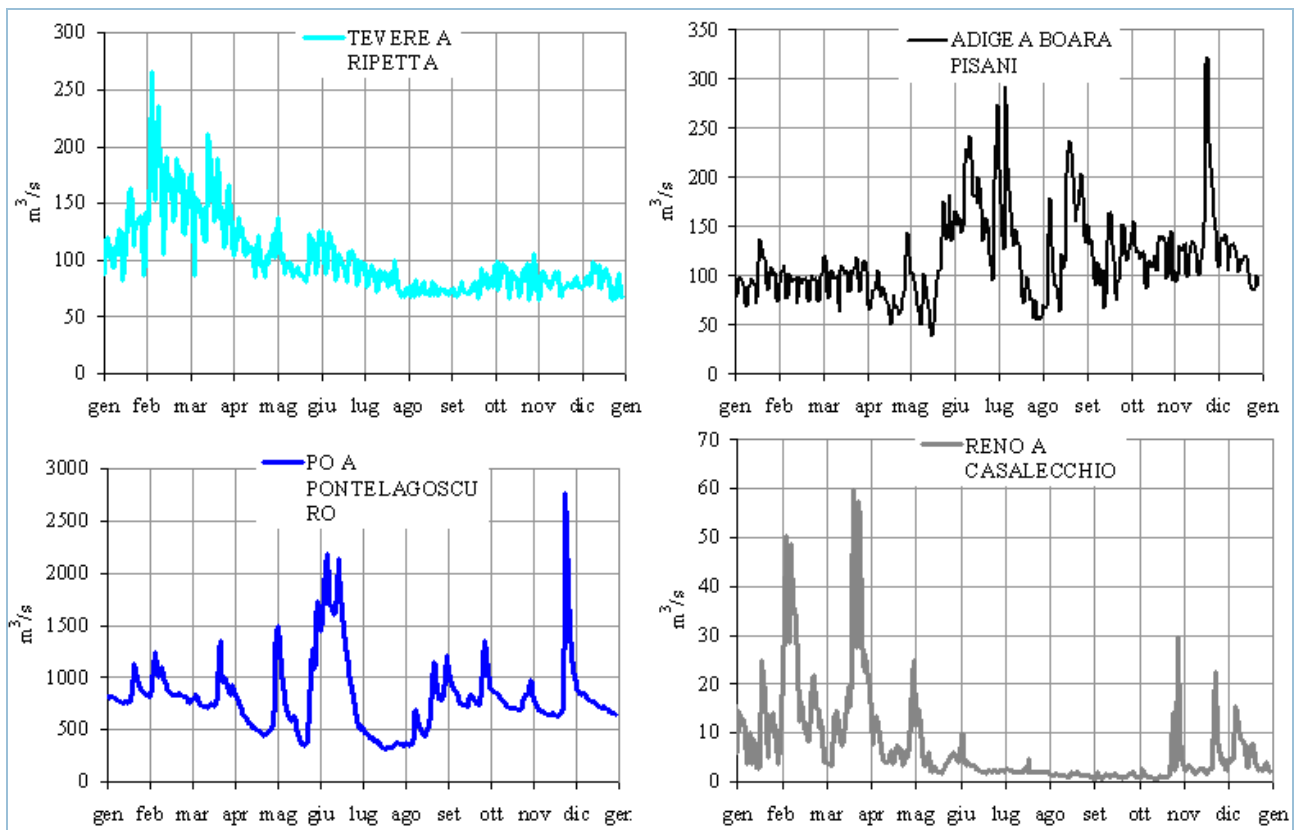 TEVERE A
RIPETTA
300
250
200
150
100
50
0
m³/s
gen feb mar apr mag giu lug ago set ott nov dic gen
ADIGE A BOARA
PISANI
350
300
250
200
150
100
50
0
m³/s
gen feb mar apr mag giu lug ago set ott nov dic gen
PO A
PONTELAGOSCU
RO
3000
2500
2000
1500
1000
500
0
m³/s
gen feb mar apr mag giu lug ago set ott nov dic gen
RENO A
CASALECCHIO
70
60
50
40
30
20
10
0
m³/s
gen feb mar apr mag giu lug ago set ott nov dic gen